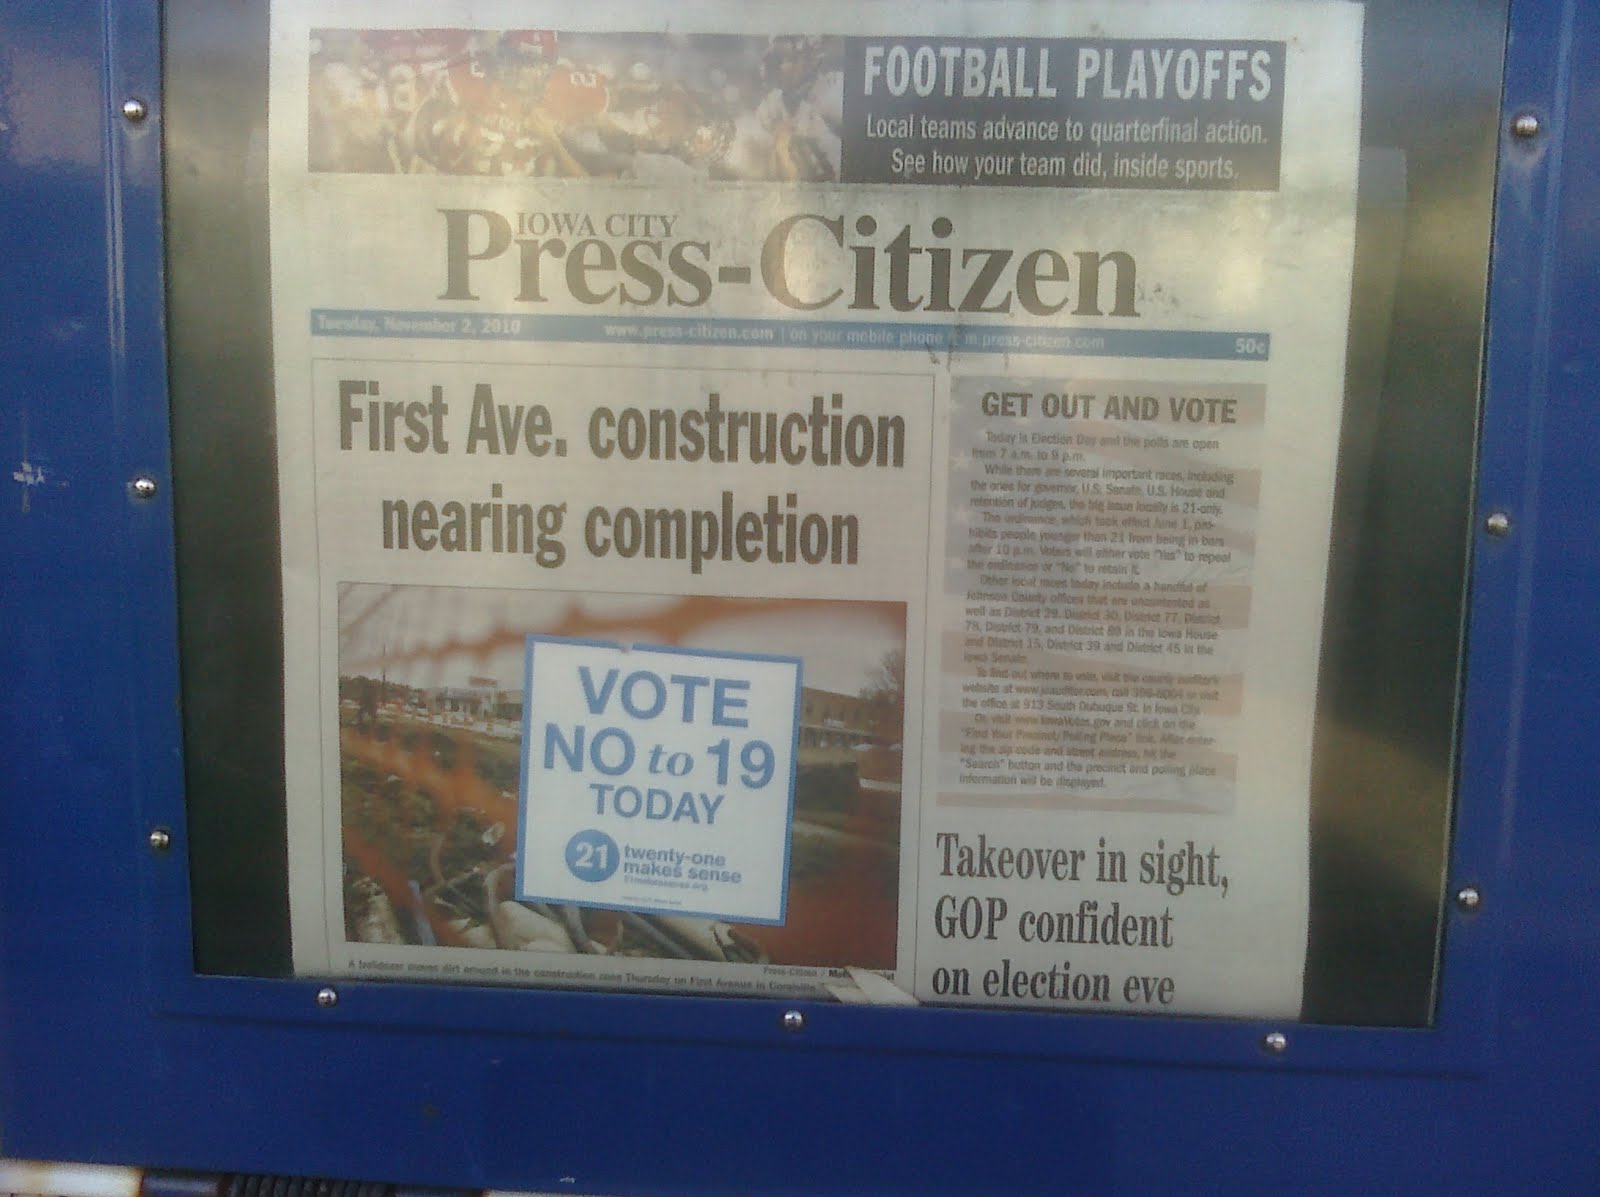 FOOTBALL PLAYOFFS
Local teams advance to quarterfinal action.
See how your team did, inside sports.
IOWA CITY
Press-Citizen
Tuesday, November 2, 2010 www.press-citizen.com | on your mobile phone m.press-citizen.com 50¢
First Ave. construction
nearing completion
VOTE
NO to 19
TODAY
21 twenty-one
makes sense
21makessense.org
Press-Citizen /
A bulldozer moves dirt around in the construction zone Thursday on First Avenue in Coralville.
GET OUT AND VOTE
Today is Election Day and the polls are open
from 7 a.m. to 9 p.m.
While there are several important races, including
the ones for governor, U.S. Senate, U.S. House and
retention of judges, the big issue locally is 21-only.
The ordinance, which took effect June 1, pro-
hibits people younger than 21 from being in bars
after 10 p.m. Voters will either vote "Yes" to repeal
the ordinance or "No" to retain it.
Other local races today include a handful of
Johnson County offices that are uncontested as
well as District 29, District 30, District 77, District
78, District 79, and District 89 in the Iowa House
and District 15, District 39 and District 45 in the
Iowa Senate.
To find out where to vote, visit the county auditor's
website at www.jcauditor.com, call 356-6004 or visit
the office at 913 South Dubuque St. in Iowa City.
Or, visit www.IowaVotes.gov and click on the
"Find Your Precinct/Polling Place" link. After enter-
ing the zip code and street address, hit the
"Search" button and the precinct and polling place
information will be displayed.
Takeover in sight,
GOP confident
on election eve